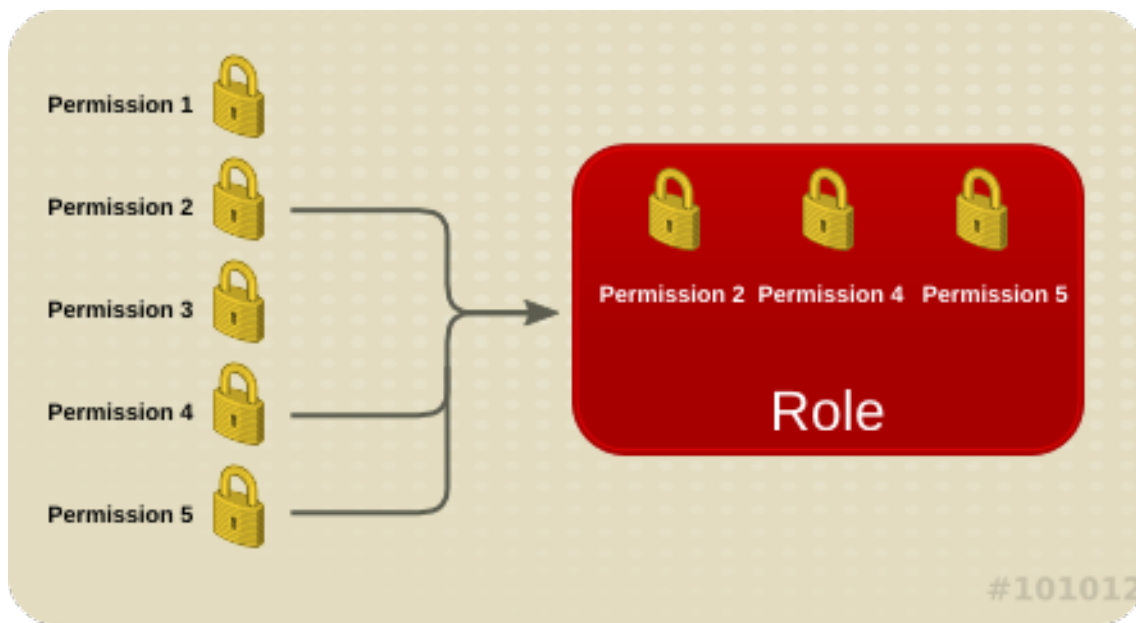 Permission 1
Permission 2
Permission 3
Permission 4
Permission 5
Permission 2 Permission 4 Permission 5
Role
#101012